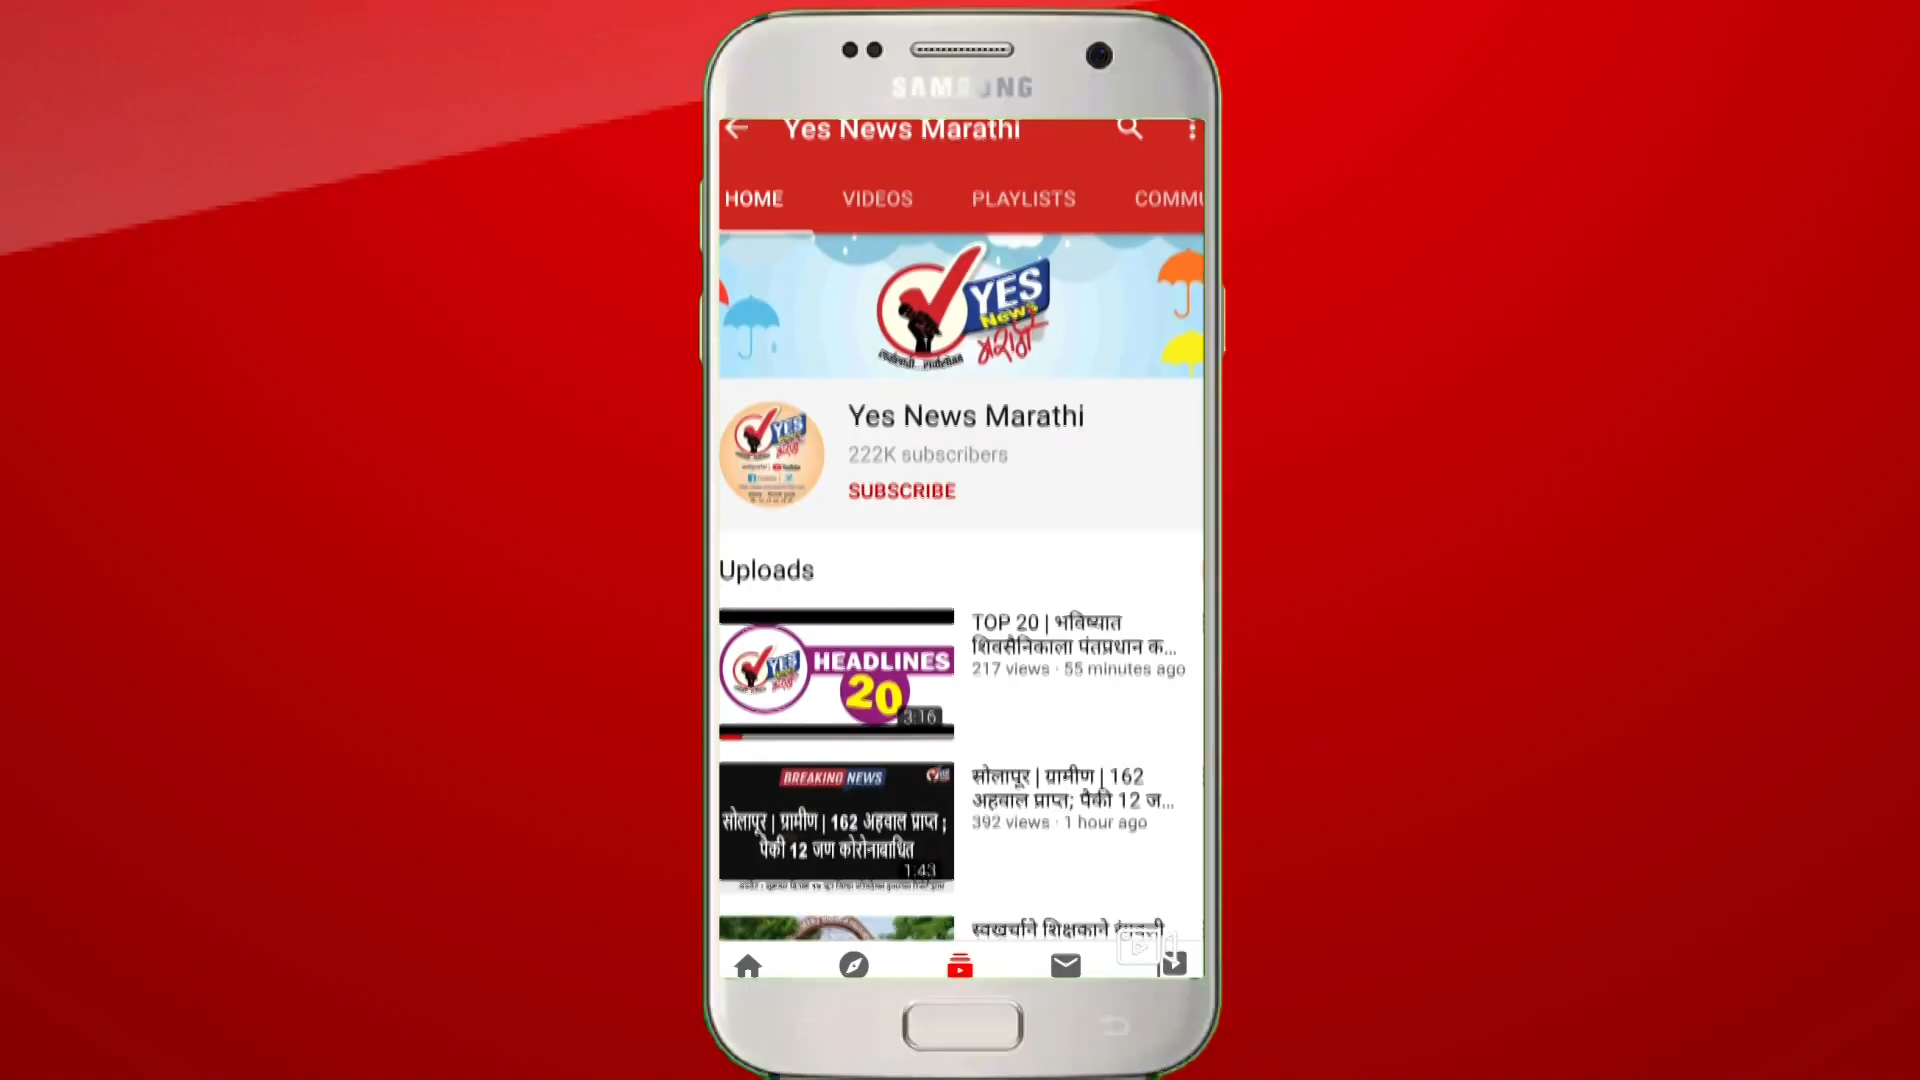 SAMSUNG
Yes News Marathi
HOME VIDEOS PLAYLISTS COMMU
YES
News
मराठी
Yes News Marathi
YES
222K subscribers
SUBSCRIBE
Uploads
TOP 20 | भविष्यात
शिवसैनिकाला पंतप्रधान क...
217 views · 55 minutes ago
YES HEADLINES
20
3:16
BREAKING NEWS
सोलापूर | ग्रामीण | 162 अहवाल प्राप्त ;
पैकी 12 जण कोरोनाबाधित
1:43
सोलापूर | ग्रामीण | 162
अहवाल प्राप्त; पैकी 12 ज...
392 views · 1 hour ago
स्वखर्चाने शिक्षकाने